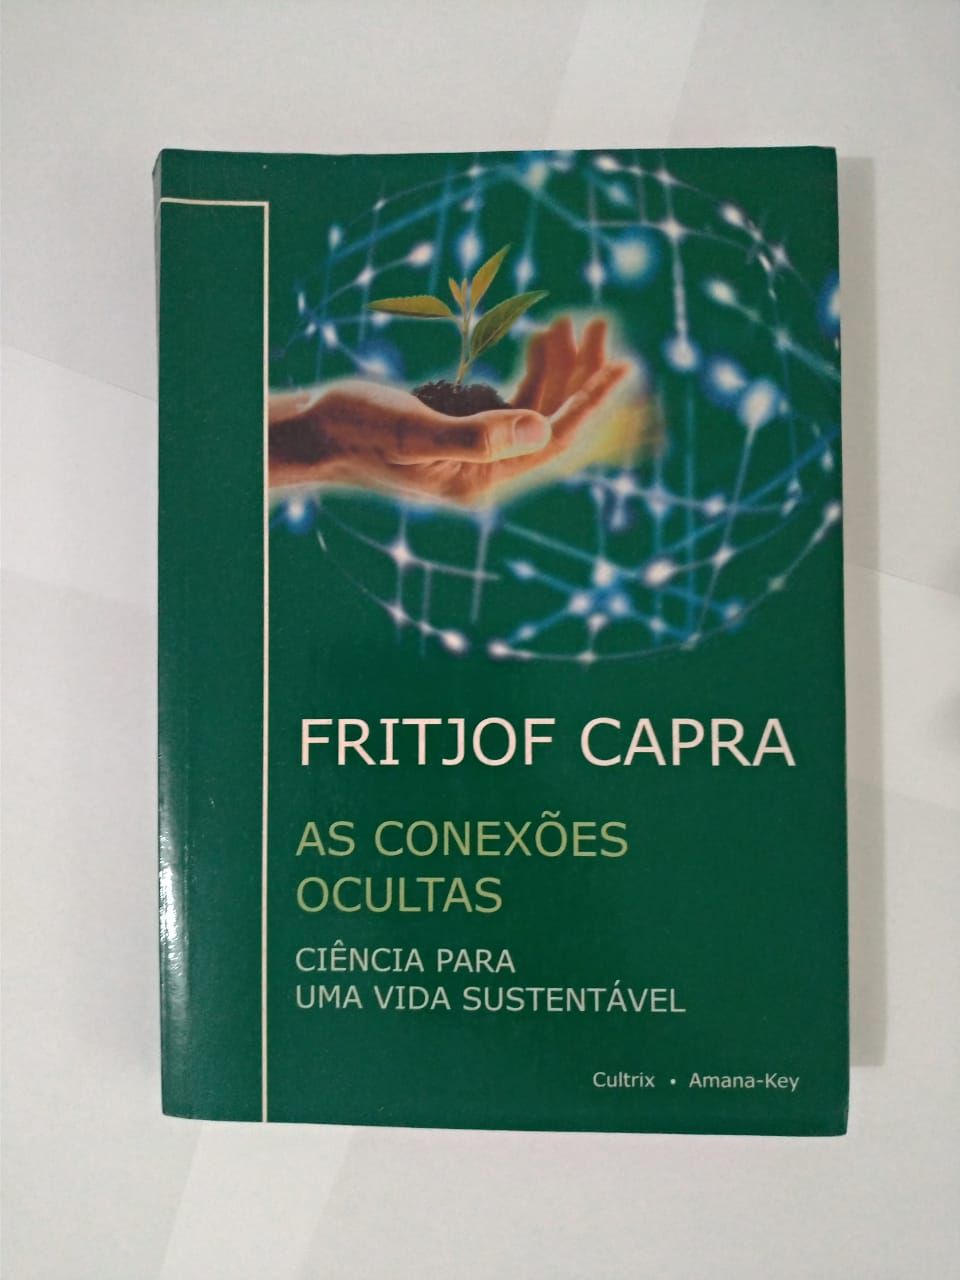 FRITJOF CAPRA
AS CONEXÕES
OCULTAS
CIÊNCIA PARA
UMA VIDA SUSTENTÁVEL
Cultrix • Amana-Key